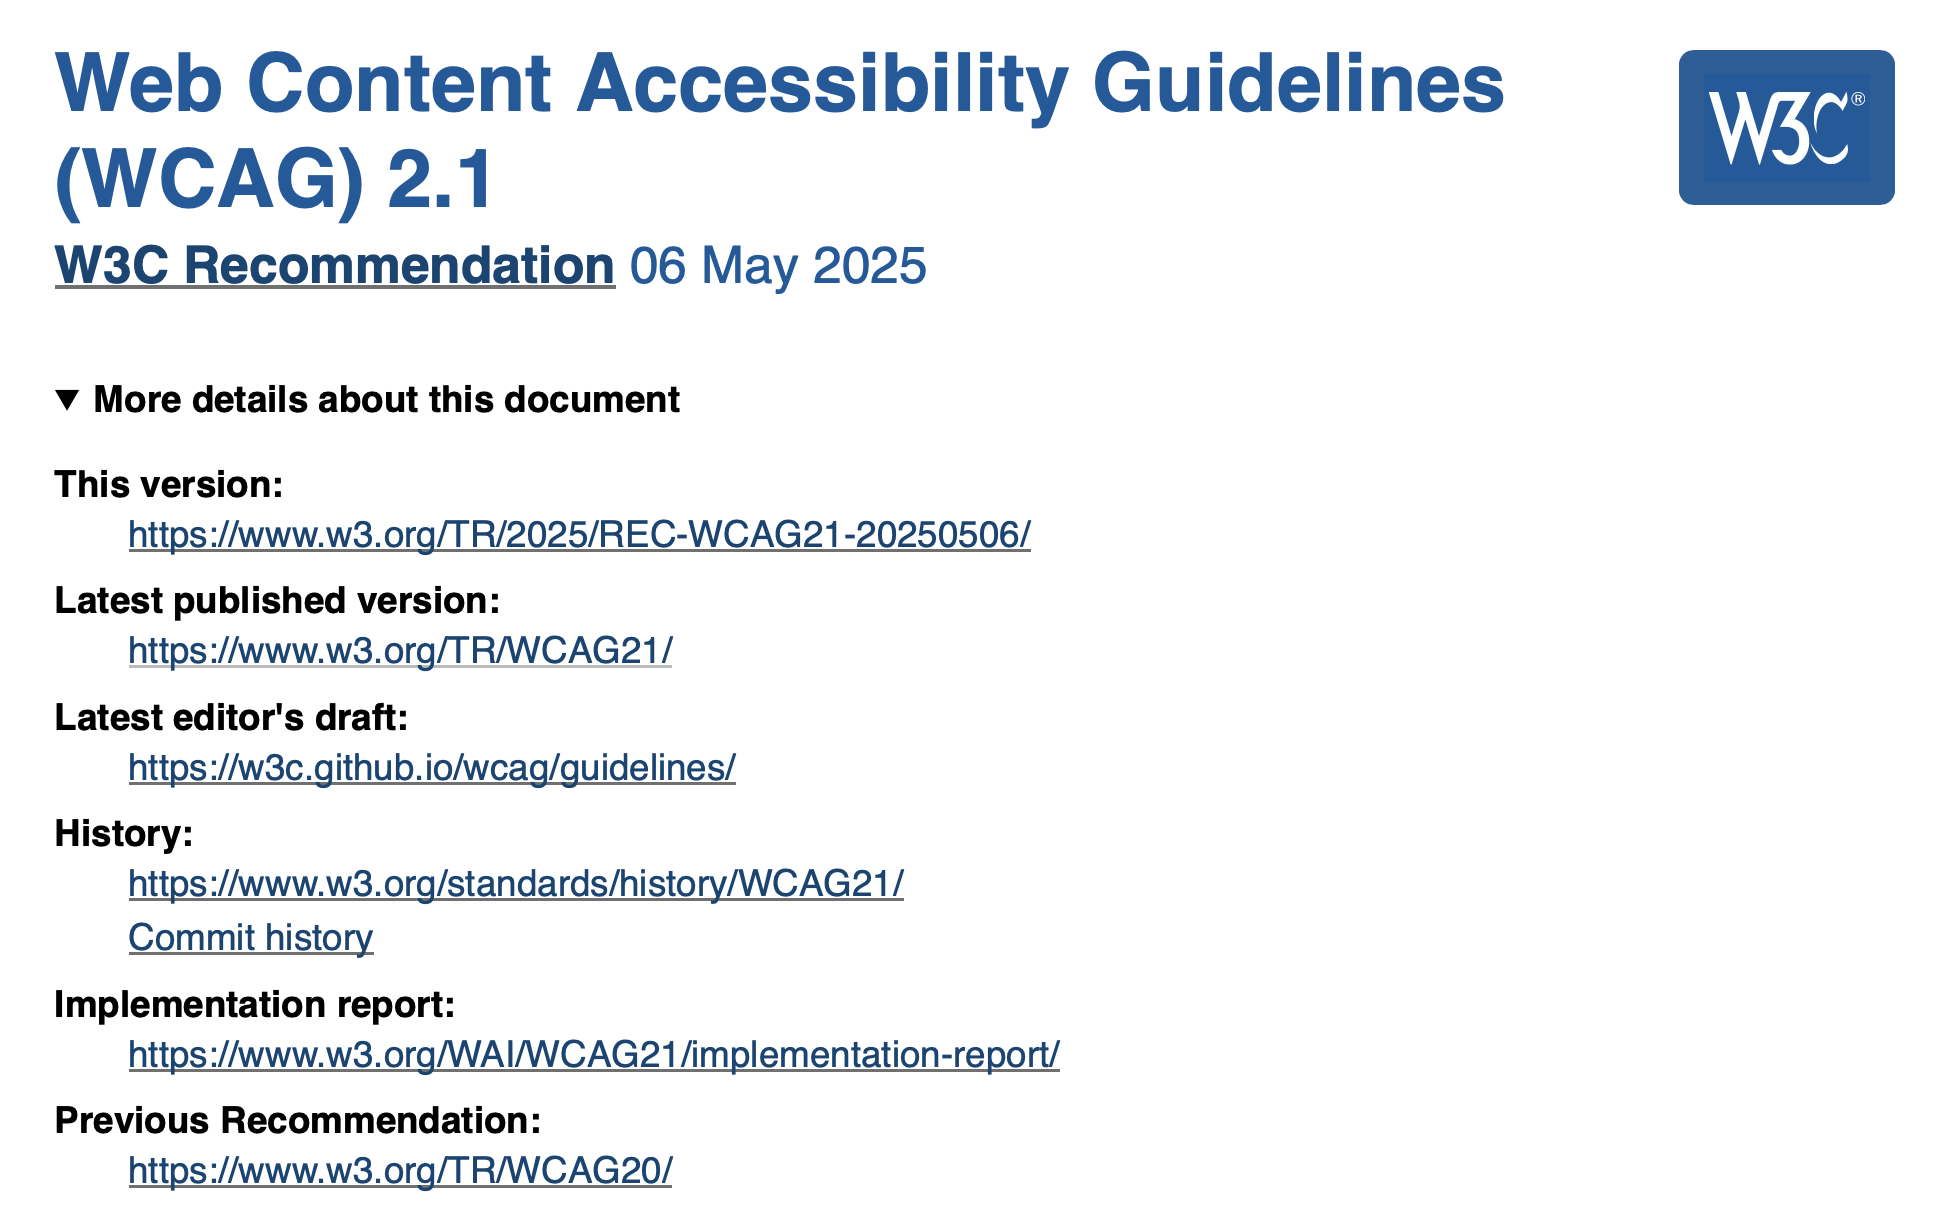 Web Content Accessibility Guidelines
(WCAG) 2.1
W3C®
W3C Recommendation 06 May 2025
▼ More details about this document
This version:
https://www.w3.org/TR/2025/REC-WCAG21-20250506/
Latest published version:
https://www.w3.org/TR/WCAG21/
Latest editor's draft:
https://w3c.github.io/wcag/guidelines/
History:
https://www.w3.org/standards/history/WCAG21/
Commit history
Implementation report:
https://www.w3.org/WAI/WCAG21/implementation-report/
Previous Recommendation:
https://www.w3.org/TR/WCAG20/